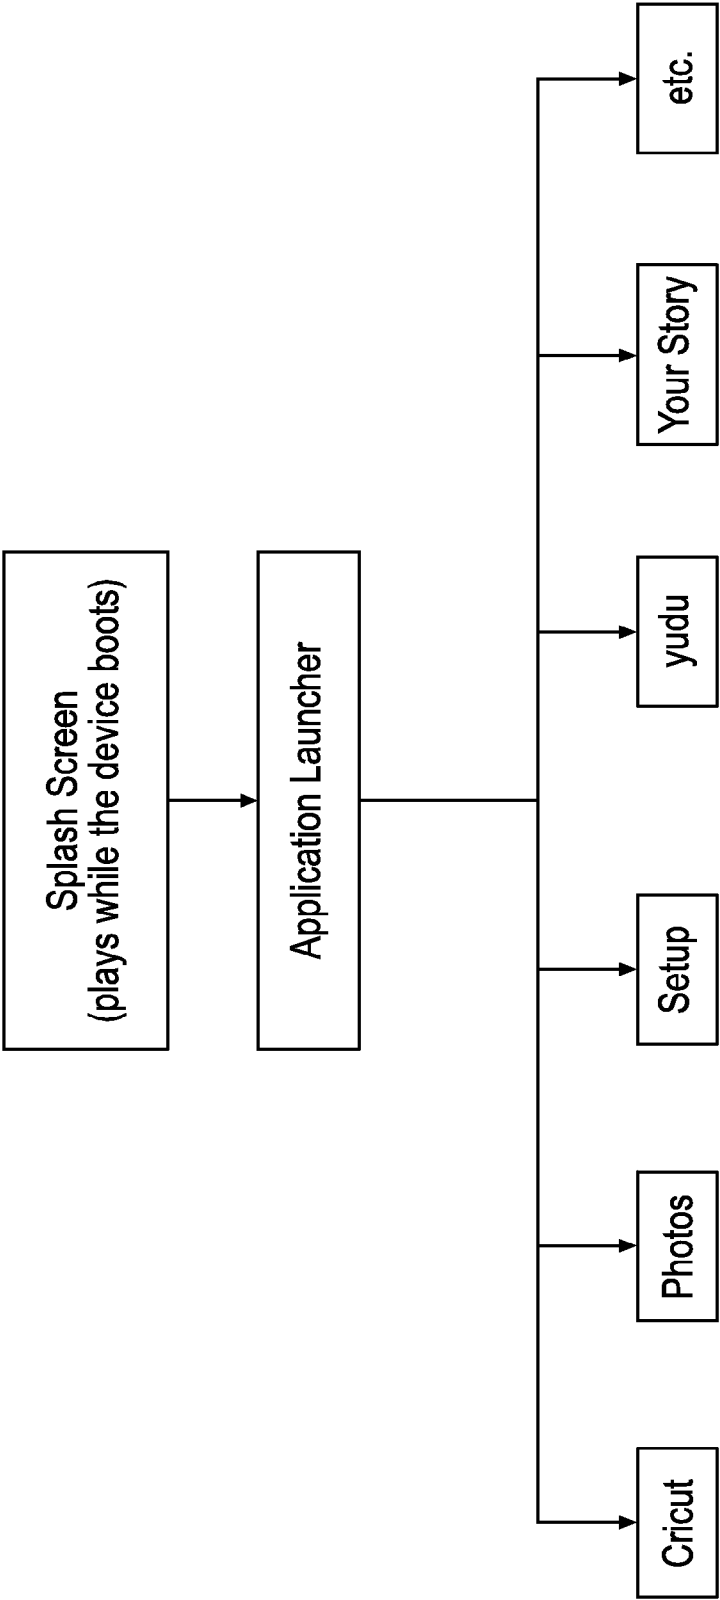 Splash Screen
(plays while the device boots)
Application Launcher
Cricut
Photos
Setup
yudu
Your Story
etc.